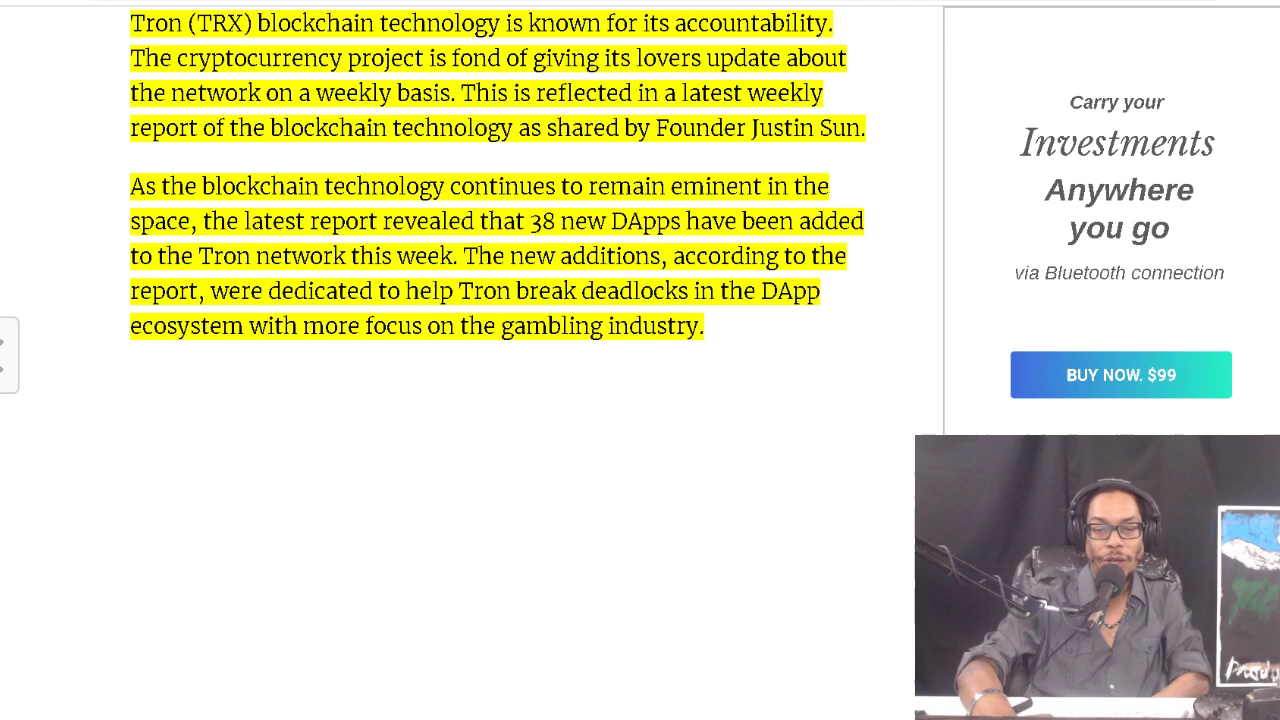 Tron (TRX) blockchain technology is known for its accountability.
The cryptocurrency project is fond of giving its lovers update about
the network on a weekly basis. This is reflected in a latest weekly
report of the blockchain technology as shared by Founder Justin Sun.
As the blockchain technology continues to remain eminent in the
space, the latest report revealed that 38 new DApps have been added
to the Tron network this week. The new additions, according to the
report, were dedicated to help Tron break deadlocks in the DApp
ecosystem with more focus on the gambling industry.
Carry your
Investments
Anywhere
you go
via Bluetooth connection
BUY NOW. $99